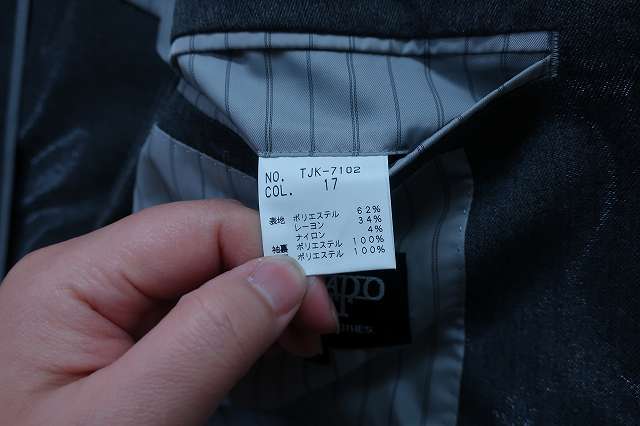 NO. TJK-7102
COL. 17
表地 ポリエステル 62%
レーヨン 34%
ナイロン 4%
袖裏 ポリエステル 100%
ポリエステル 100%